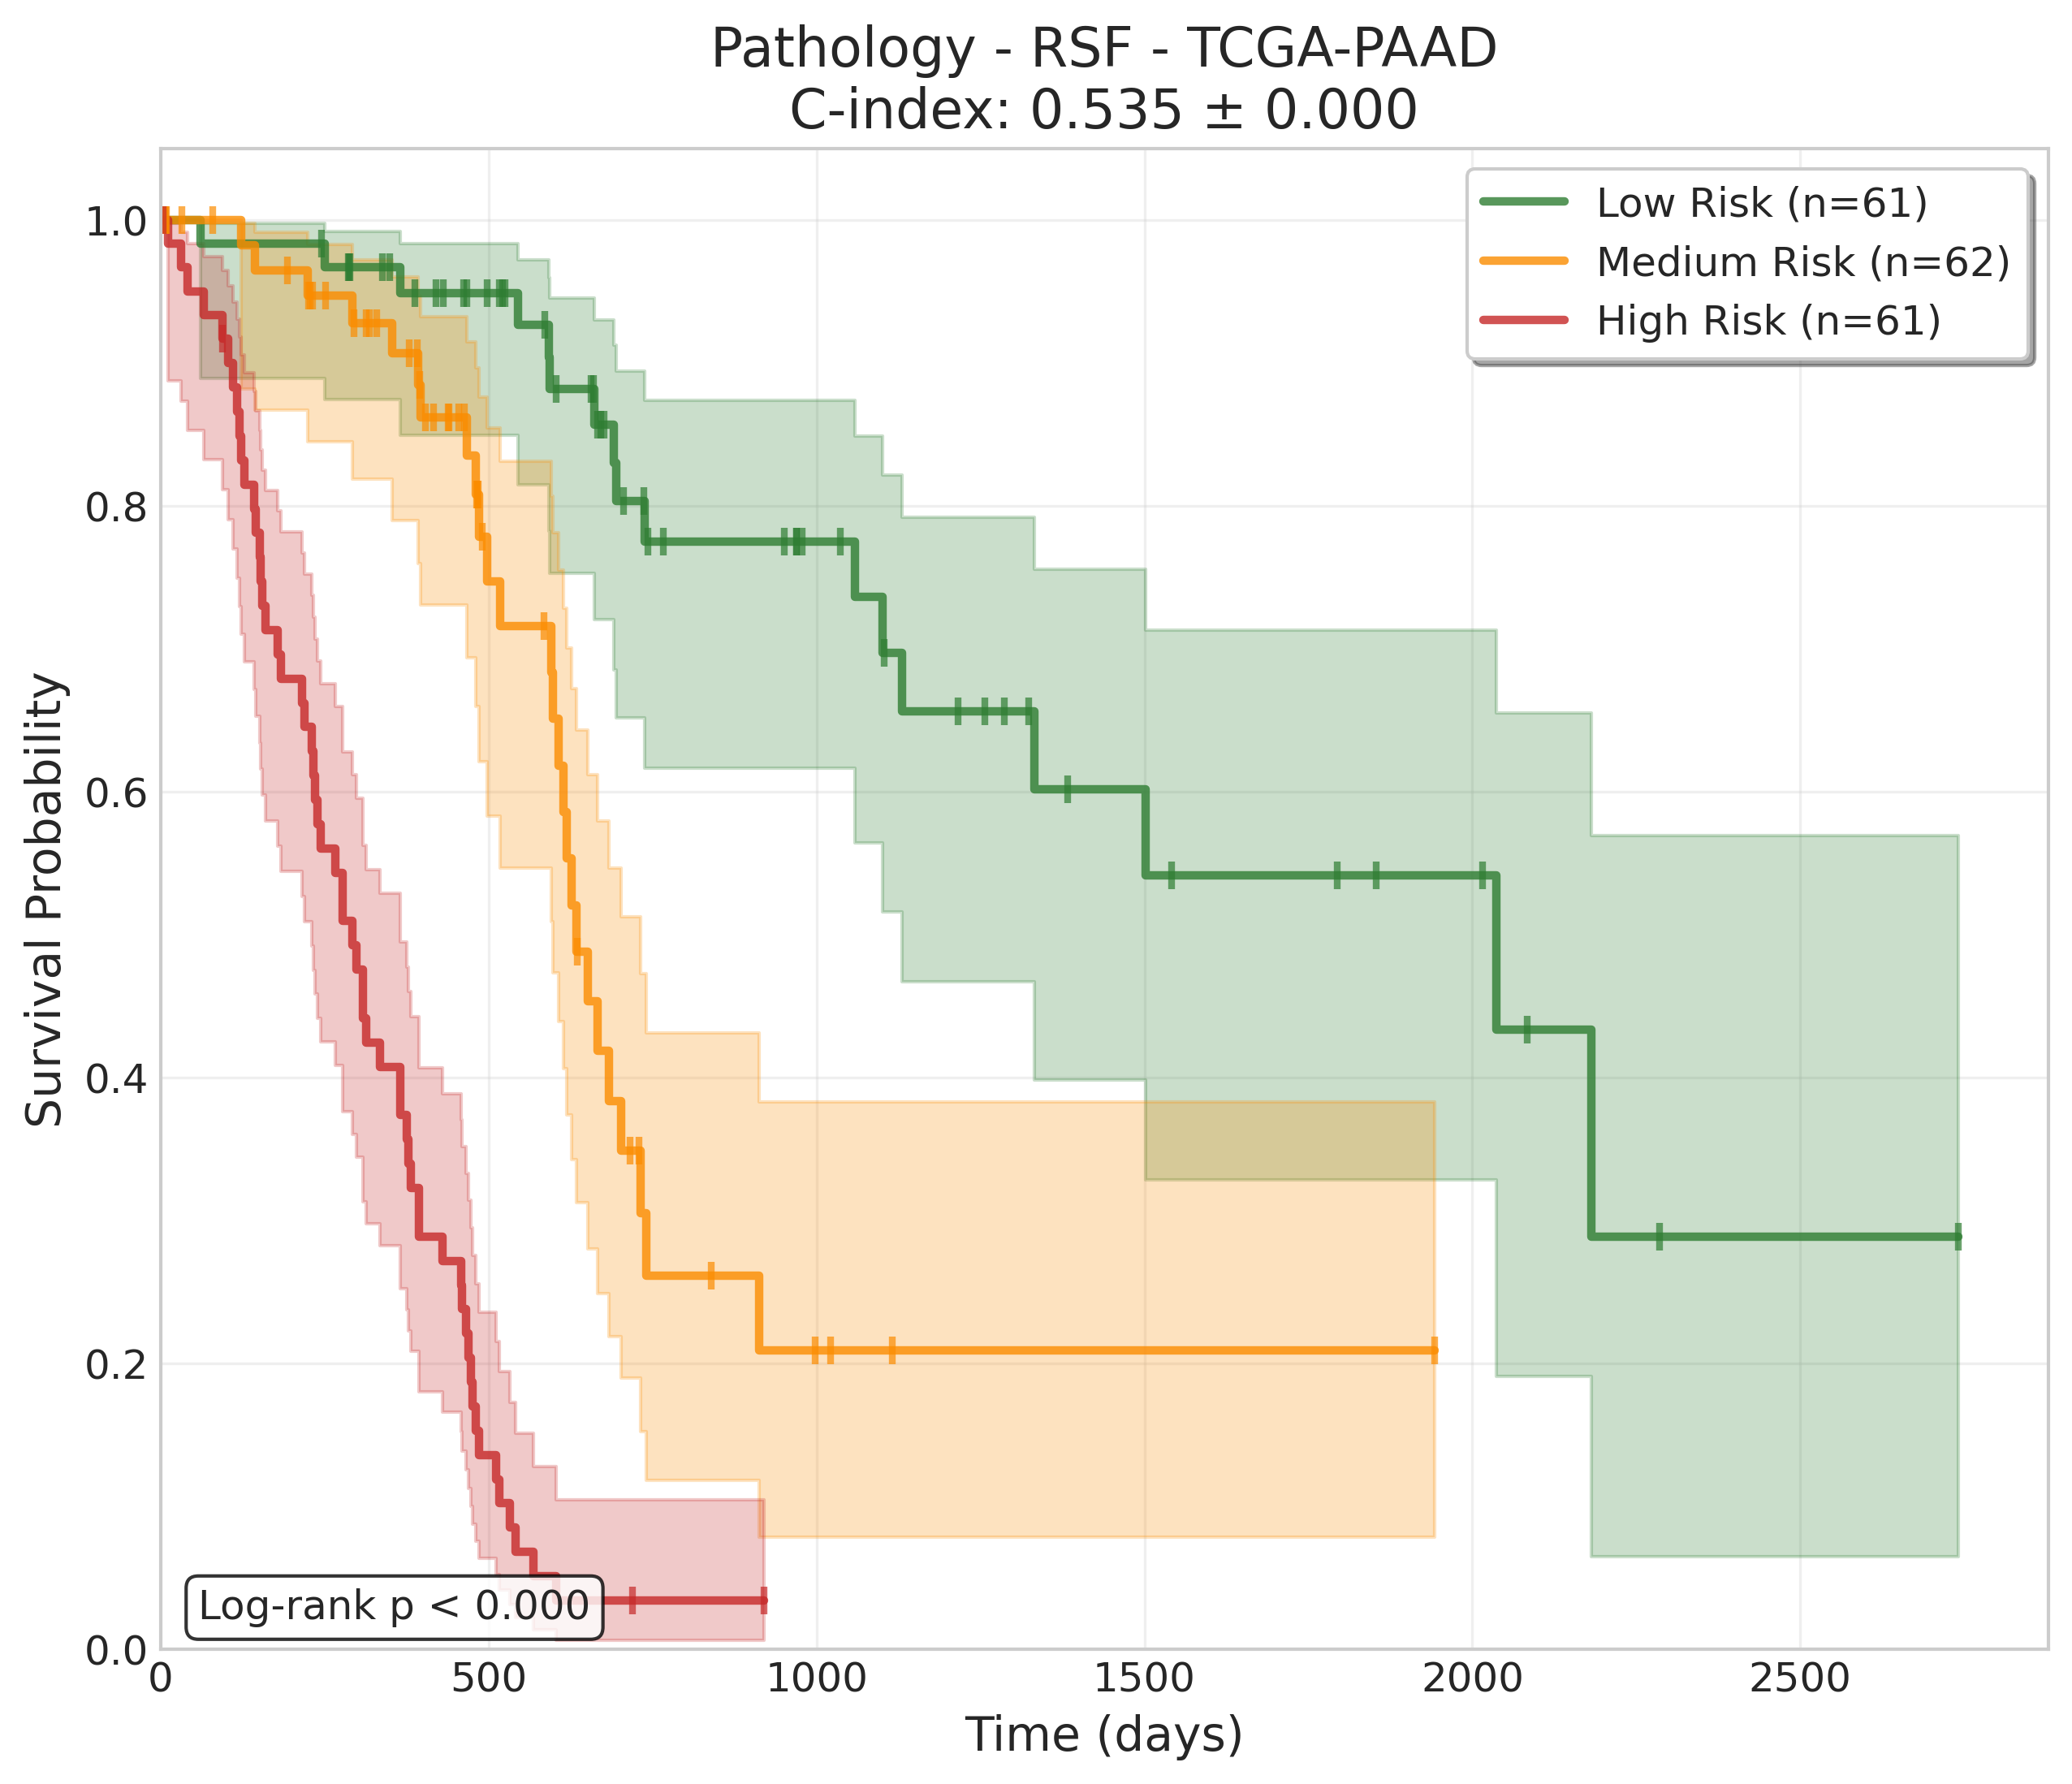 Pathology - RSF - TCGA-PAAD
C-index: 0.535 ± 0.000
Low Risk (n=61)
Medium Risk (n=62)
High Risk (n=61)
Survival Probability
1.0
0.8
0.6
0.4
0.2
0.0
Log-rank p < 0.000
0 500 1000 1500 2000 2500
Time (days)